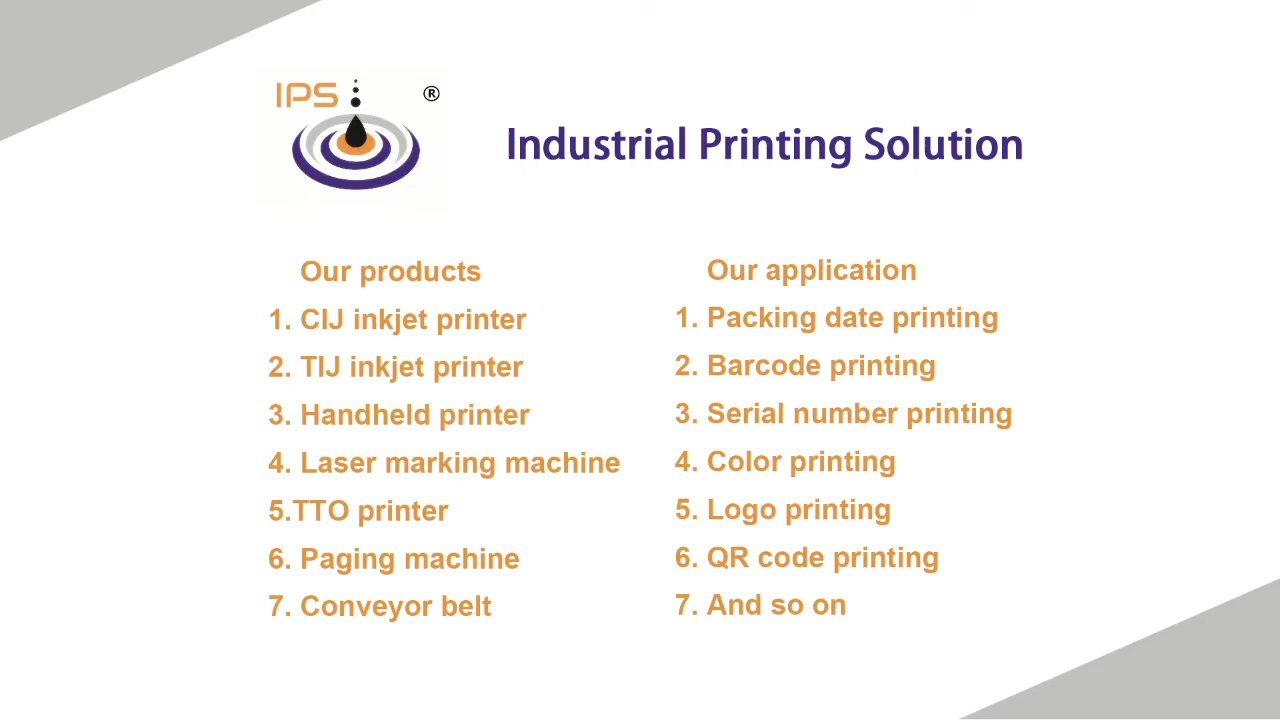 IPS
®
Industrial Printing Solution
Our products
1. CIJ inkjet printer
2. TIJ inkjet printer
3. Handheld printer
4. Laser marking machine
5.TTO printer
6. Paging machine
7. Conveyor belt
Our application
1. Packing date printing
2. Barcode printing
3. Serial number printing
4. Color printing
5. Logo printing
6. QR code printing
7. And so on